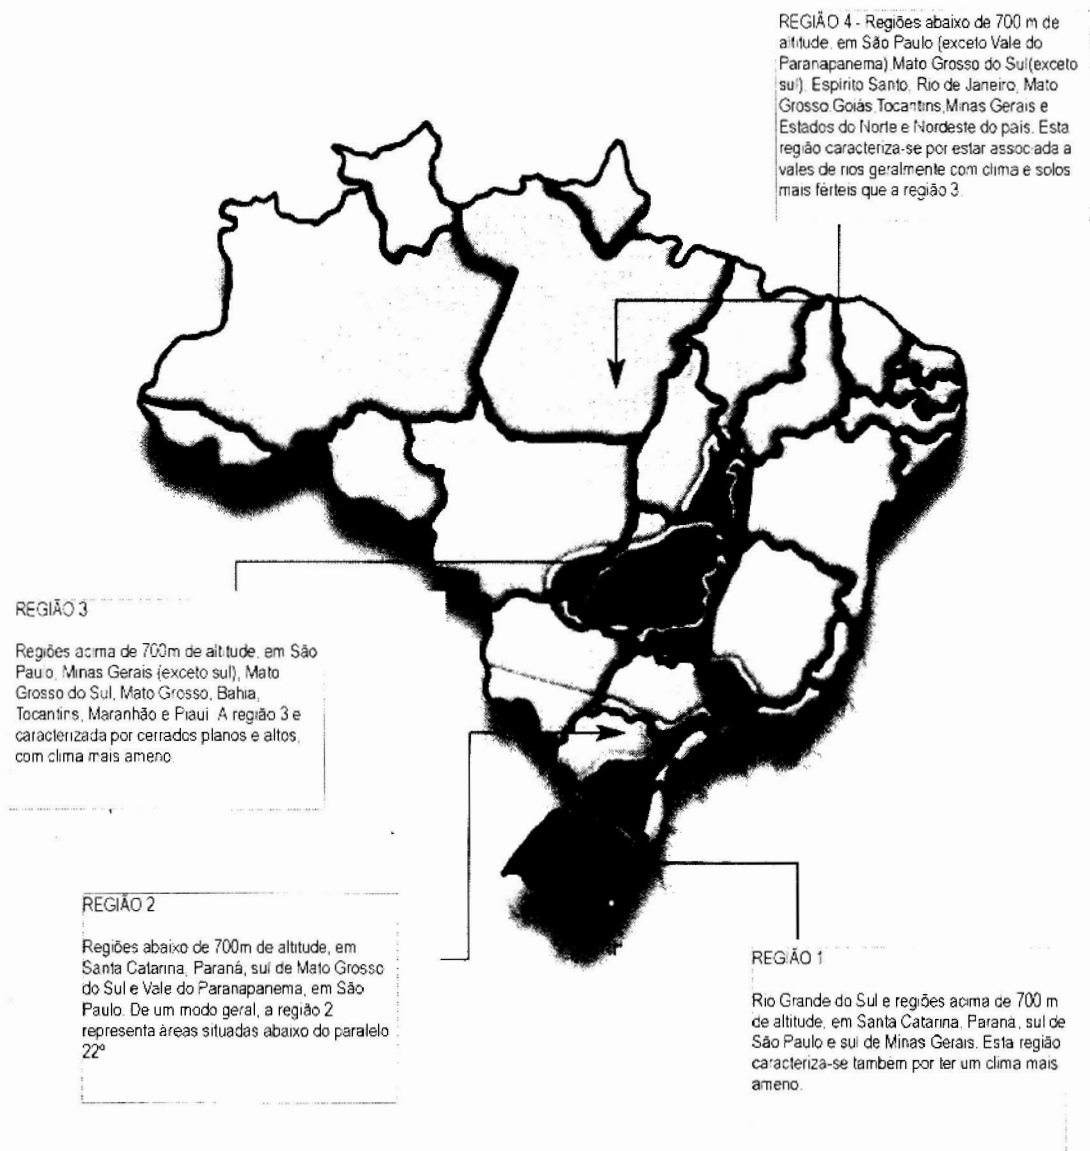 REGIÃO 4 - Regiões abaixo de 700 m de
altitude, em São Paulo (exceto Vale do
Paranapanema), Mato Grosso do Sul(exceto
sul), Espírito Santo, Rio de Janeiro, Mato
Grosso,Goiás,Tocantins,Minas Gerais e
Estados do Norte e Nordeste do país. Esta
região caracteriza-se por estar associada a
vales de rios geralmente com clima e solos
mais férteis que a região 3.
REGIÃO 3
Regiões acima de 700m de altitude, em São
Paulo, Minas Gerais (exceto sul), Mato
Grosso do Sul, Mato Grosso, Bahia,
Tocantins, Maranhão e Piauí. A região 3 e
caracterizada por cerrados planos e altos,
com clima mais ameno
REGIÃO 2
Regiões abaixo de 700m de altitude, em
Santa Catarina, Paraná, sul de Mato Grosso
do Sul e Vale do Paranapanema, em São
Paulo. De um modo geral, a região 2
representa áreas situadas abaixo do paralelo
22º
REGIÃO 1
Rio Grande do Sul e regiões acima de 700 m
de altitude, em Santa Catarina, Paraná, sul de
São Paulo e sul de Minas Gerais. Esta região
caracteriza-se também por ter um clima mais
ameno.